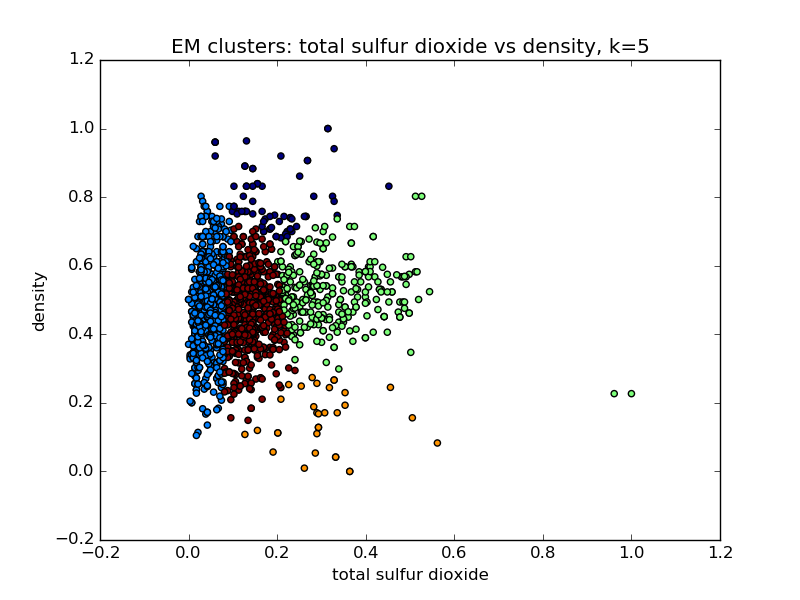 EM clusters: total sulfur dioxide vs density, k=5
1.2
1.0
0.8
0.6
0.4
0.2
0.0
−0.2
density
−0.2 0.0 0.2 0.4 0.6 0.8 1.0 1.2
total sulfur dioxide